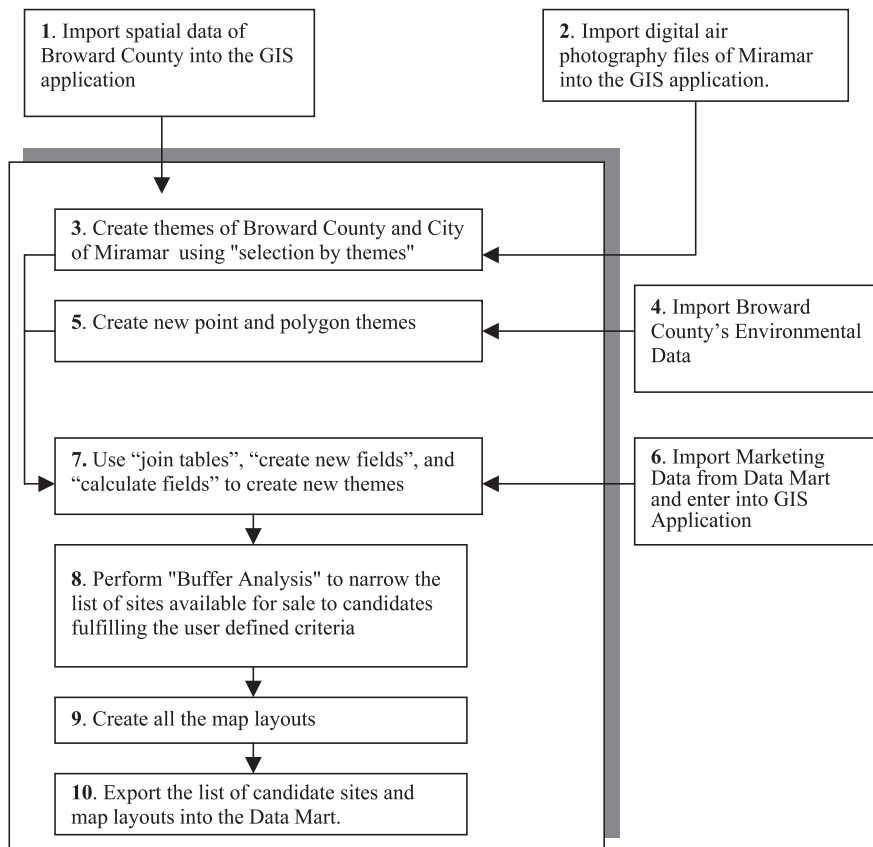 1. Import spatial data of
Broward County into the GIS
application
2. Import digital air
photography files of Miramar
into the GIS application.
3. Create themes of Broward County and City
of Miramar using "selection by themes"
4. Import Broward
County’s Environmental
Data
5. Create new point and polygon themes
6. Import Marketing
Data from Data Mart
and enter into GIS
Application
7. Use “join tables”, “create new fields”, and
“calculate fields” to create new themes
8. Perform "Buffer Analysis" to narrow the
list of sites available for sale to candidates
fulfilling the user defined criteria
9. Create all the map layouts
10. Export the list of candidate sites and
map layouts into the Data Mart.